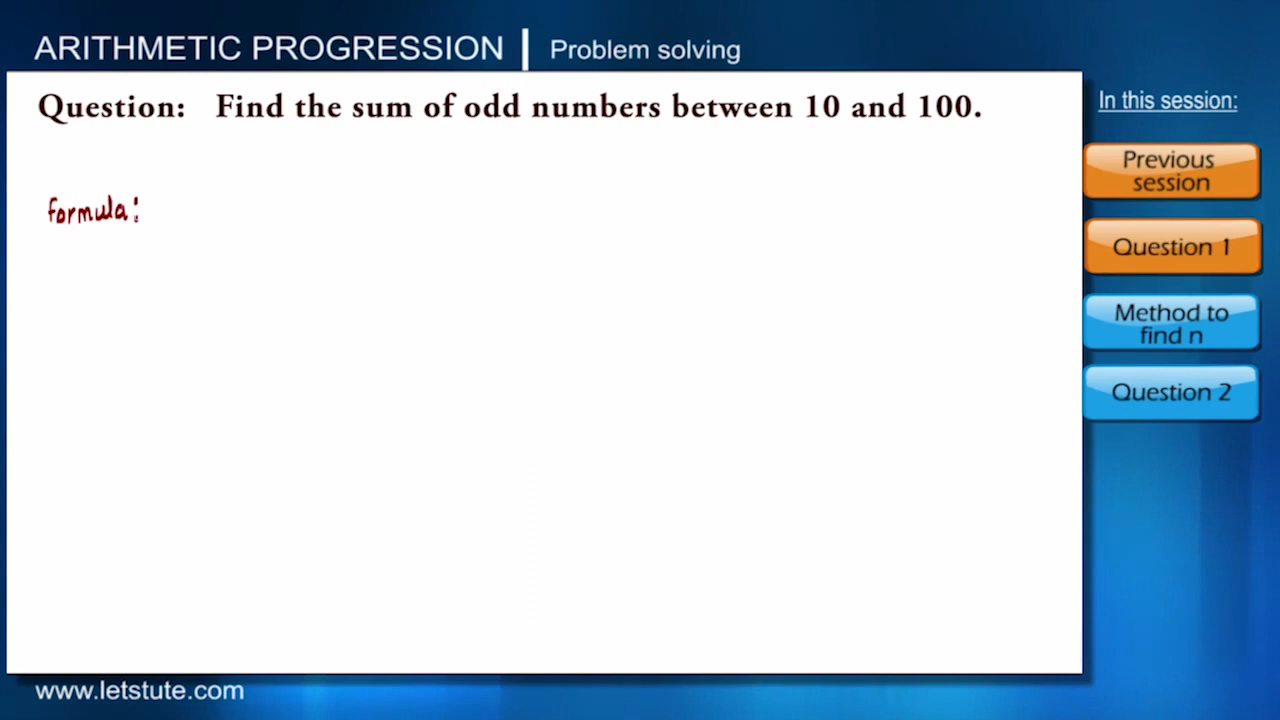 ARITHMETIC PROGRESSION | Problem solving
Question: Find the sum of odd numbers between 10 and 100.
formula:
In this session:
Previous
session
Question 1
Method to
find n
Question 2
www.letstute.com